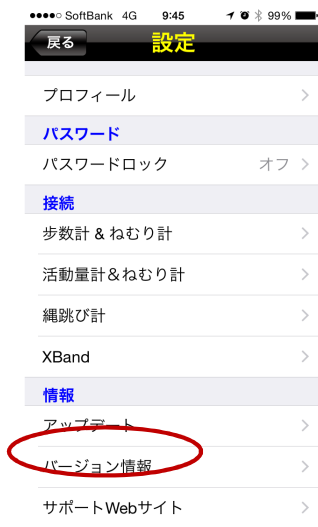 ●●●●○ SoftBank 4G 9:45 99%
戻る 設定
プロフィール
パスワード
パスワードロック オフ
接続
歩数計 & ねむり計
活動量計＆ねむり計
縄跳び計
XBand
情報
アップデート
バージョン情報
サポートWebサイト